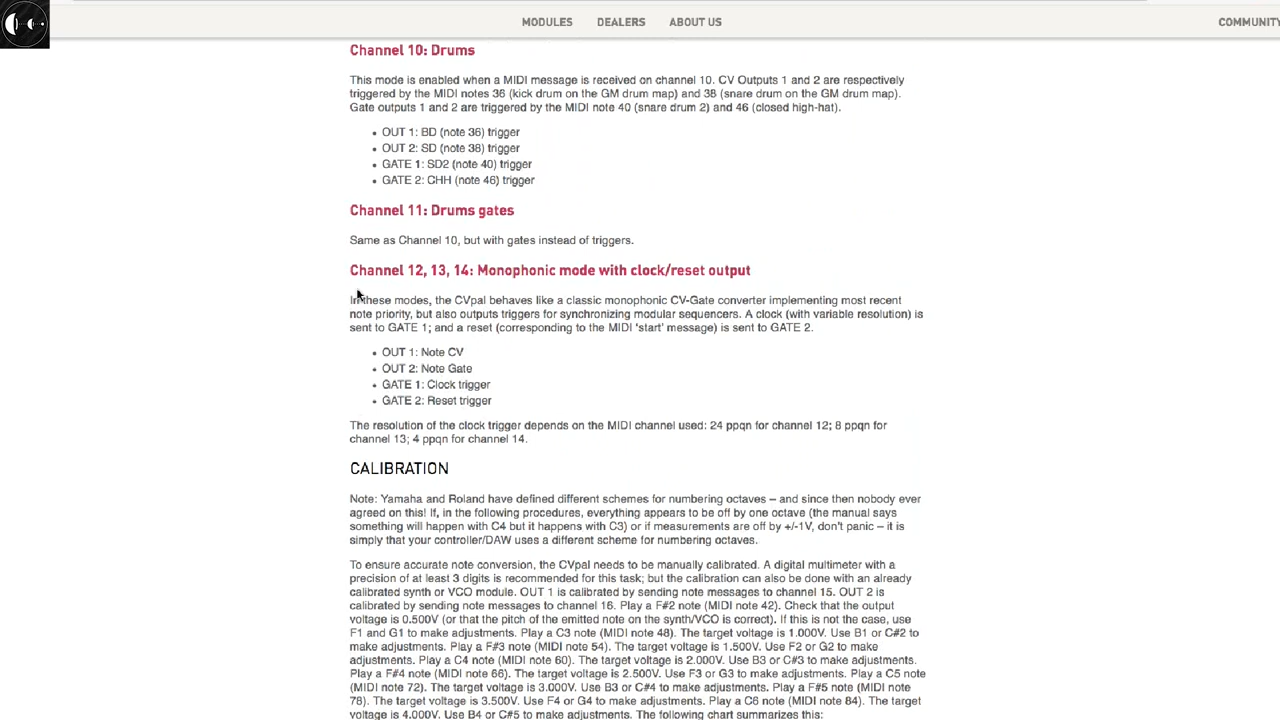 MODULES DEALERS ABOUT US COMMUNITY
Channel 10: Drums
This mode is enabled when a MIDI message is received on channel 10. CV Outputs 1 and 2 are respectively
triggered by the MIDI notes 36 (kick drum on the GM drum map) and 38 (snare drum on the GM drum map).
Gate outputs 1 and 2 are triggered by the MIDI note 40 (snare drum 2) and 46 (closed high-hat).
• OUT 1: BD (note 36) trigger
• OUT 2: SD (note 38) trigger
• GATE 1: SD2 (note 40) trigger
• GATE 2: CHH (note 46) trigger
Channel 11: Drums gates
Same as Channel 10, but with gates instead of triggers.
Channel 12, 13, 14: Monophonic mode with clock/reset output
In these modes, the CVpal behaves like a classic monophonic CV-Gate converter implementing most recent
note priority, but also outputs triggers for synchronizing modular sequencers. A clock (with variable resolution) is
sent to GATE 1; and a reset (corresponding to the MIDI ‘start’ message) is sent to GATE 2.
• OUT 1: Note CV
• OUT 2: Note Gate
• GATE 1: Clock trigger
• GATE 2: Reset trigger
The resolution of the clock trigger depends on the MIDI channel used: 24 ppqn for channel 12; 8 ppqn for
channel 13; 4 ppqn for channel 14.
CALIBRATION
Note: Yamaha and Roland have defined different schemes for numbering octaves – and since then nobody ever
agreed on this! If, in the following procedures, everything appears to be off by one octave (the manual says
something will happen with C4 but it happens with C3) or if measurements are off by +/-1V, don’t panic – it is
simply that your controller/DAW uses a different scheme for numbering octaves.
To ensure accurate note conversion, the CVpal needs to be manually calibrated. A digital multimeter with a
precision of at least 3 digits is recommended for this task; but the calibration can also be done with an already
calibrated synth or VCO module. OUT 1 is calibrated by sending note messages to channel 15. OUT 2 is
calibrated by sending note messages to channel 16. Play a F#2 note (MIDI note 42). Check that the output
voltage is 0.500V (or that the pitch of the emitted note on the synth/VCO is correct). If this is not the case, use
F1 and G1 to make adjustments. Play a C3 note (MIDI note 48). The target voltage is 1.000V. Use B1 or C#2 to
make adjustments. Play a F#3 note (MIDI note 54). The target voltage is 1.500V. Use F2 or G2 to make
adjustments. Play a C4 note (MIDI note 60). The target voltage is 2.000V. Use B3 or C#3 to make adjustments.
Play a F#4 note (MIDI note 66). The target voltage is 2.500V. Use F3 or G3 to make adjustments. Play a C5 note
(MIDI note 72). The target voltage is 3.000V. Use B3 or C#4 to make adjustments. Play a F#5 note (MIDI note
78). The target voltage is 3.500V. Use F4 or G4 to make adjustments. Play a C6 note (MIDI note 84). The target
voltage is 4.000V. Use B4 or C#5 to make adjustments. The following chart summarizes this: